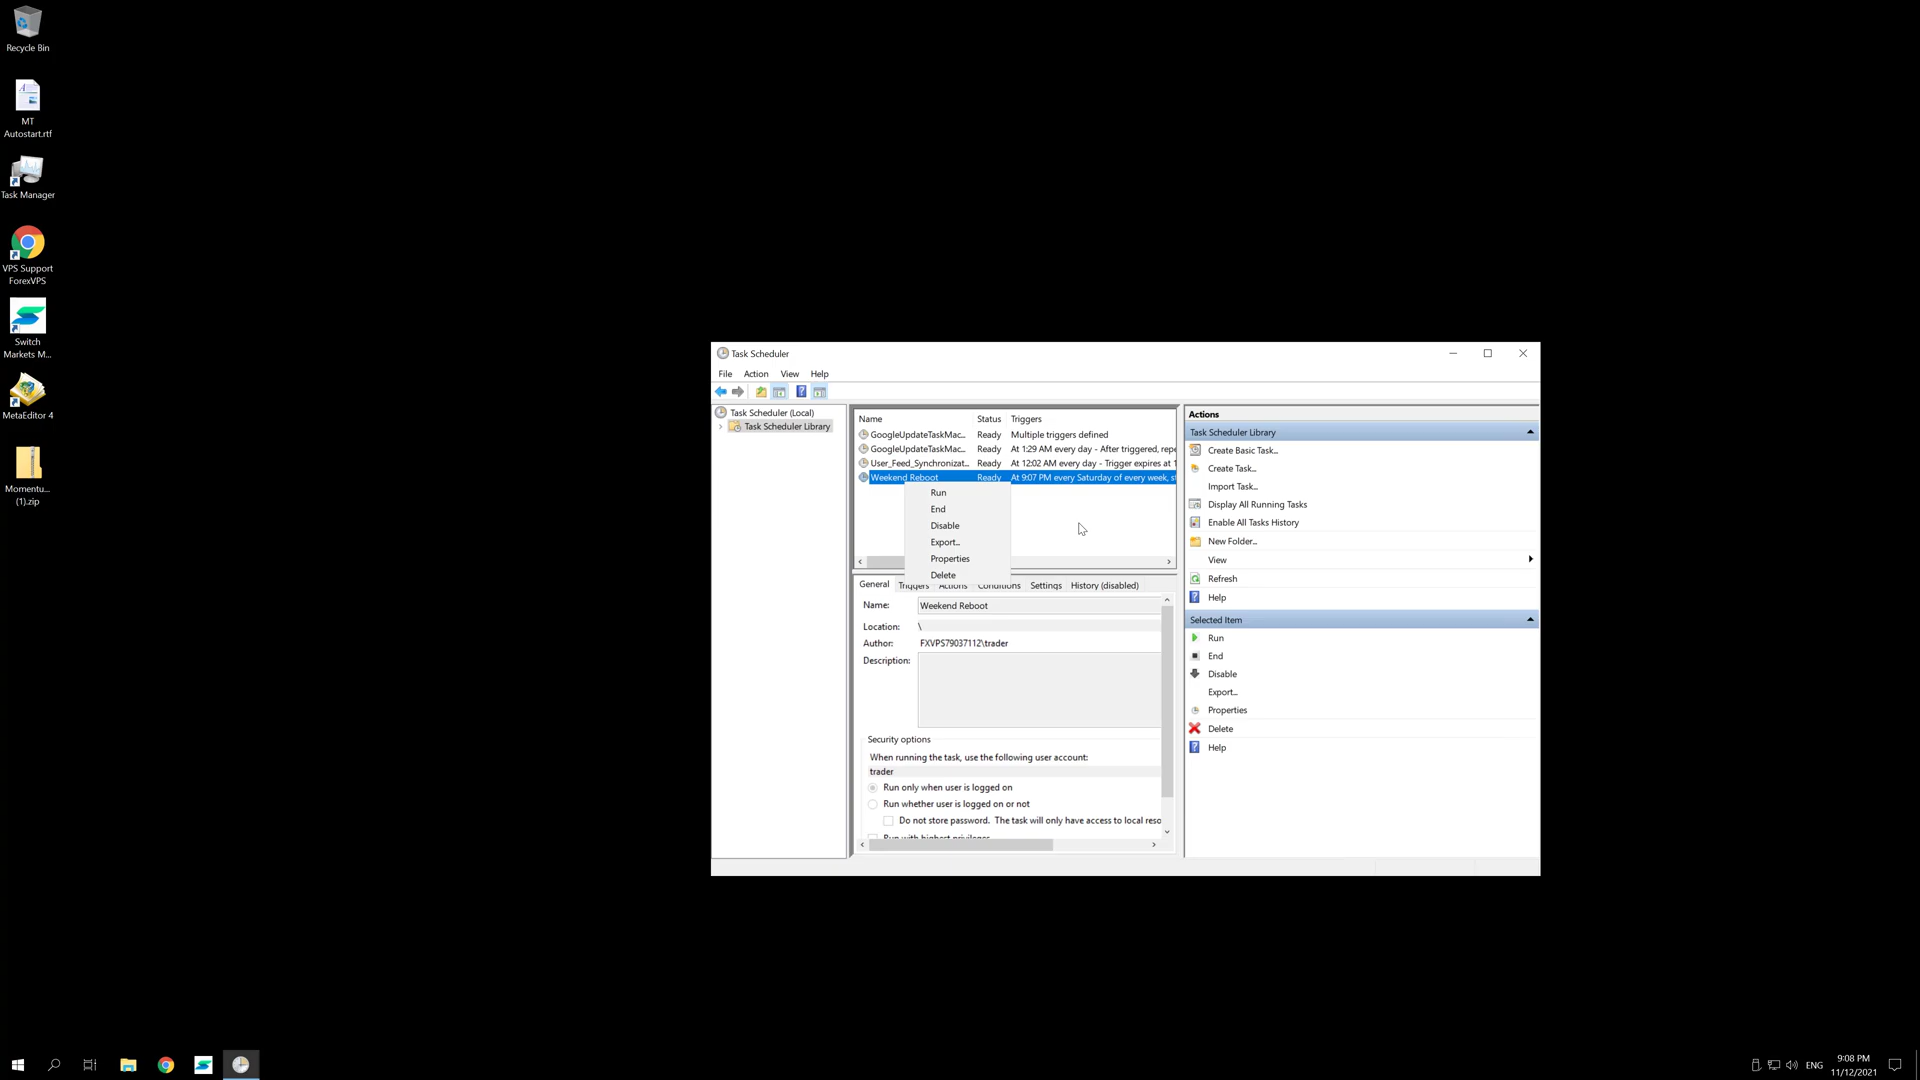 Recycle Bin
MT
Autostart.rtf
Task Manager
VPS Support
ForexVPS
Switch
Markets M...
MetaEditor 4
Momentu...
(1).zip
Task Scheduler
File Action View Help
Task Scheduler (Local)
Task Scheduler Library
Name Status Triggers
GoogleUpdateTaskMac... Ready Multiple triggers defined
GoogleUpdateTaskMac... Ready At 1:29 AM every day - After triggered, repe
User_Feed_Synchronizat... Ready At 12:02 AM every day - Trigger expires at 1
Weekend Reboot Ready At 9:07 PM every Saturday of every week, st
Run
End
Disable
Export...
Properties
Delete
General Triggers Actions Conditions Settings History (disabled)
Name: Weekend Reboot
Location: \
Author: FXVPS79037112\trader
Description:
Security options
When running the task, use the following user account:
trader
Run only when user is logged on
Run whether user is logged on or not
Do not store password. The task will only have access to local reso
Run with highest privileges
Actions
Task Scheduler Library
Create Basic Task...
Create Task...
Import Task...
Display All Running Tasks
Enable All Tasks History
New Folder...
View
Refresh
Help
Selected Item
Run
End
Disable
Export...
Properties
Delete
Help
ENG
9:08 PM
11/12/2021